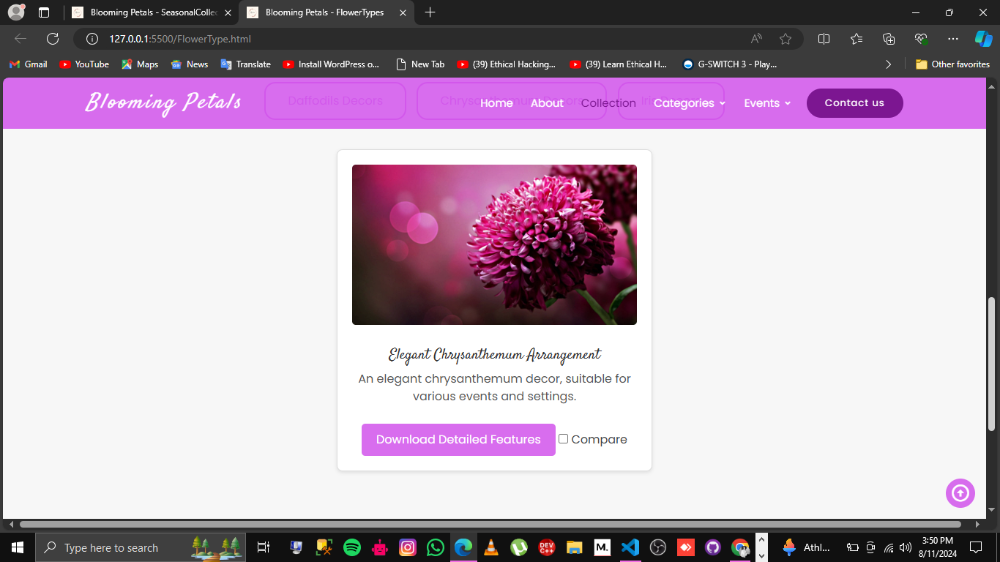 Blooming Petals - SeasonalCollec
Blooming Petals - FlowerTypes
127.0.0.1:5500/FlowerType.html
Gmail
YouTube
Maps
News
Translate
Install WordPress o...
New Tab
(39) Ethical Hacking...
(39) Learn Ethical H...
G-SWITCH 3 - Play...
Other favorites
Blooming Petals
Daffodils Decors
Home
About
Collection
Categories
Events
Contact us
Elegant Chrysanthemum Arrangement
An elegant chrysanthemum decor, suitable for
various events and settings.
Download Detailed Features
Compare
Type here to search
DEV
C++
M.
Athl...
3:50 PM
8/11/2024